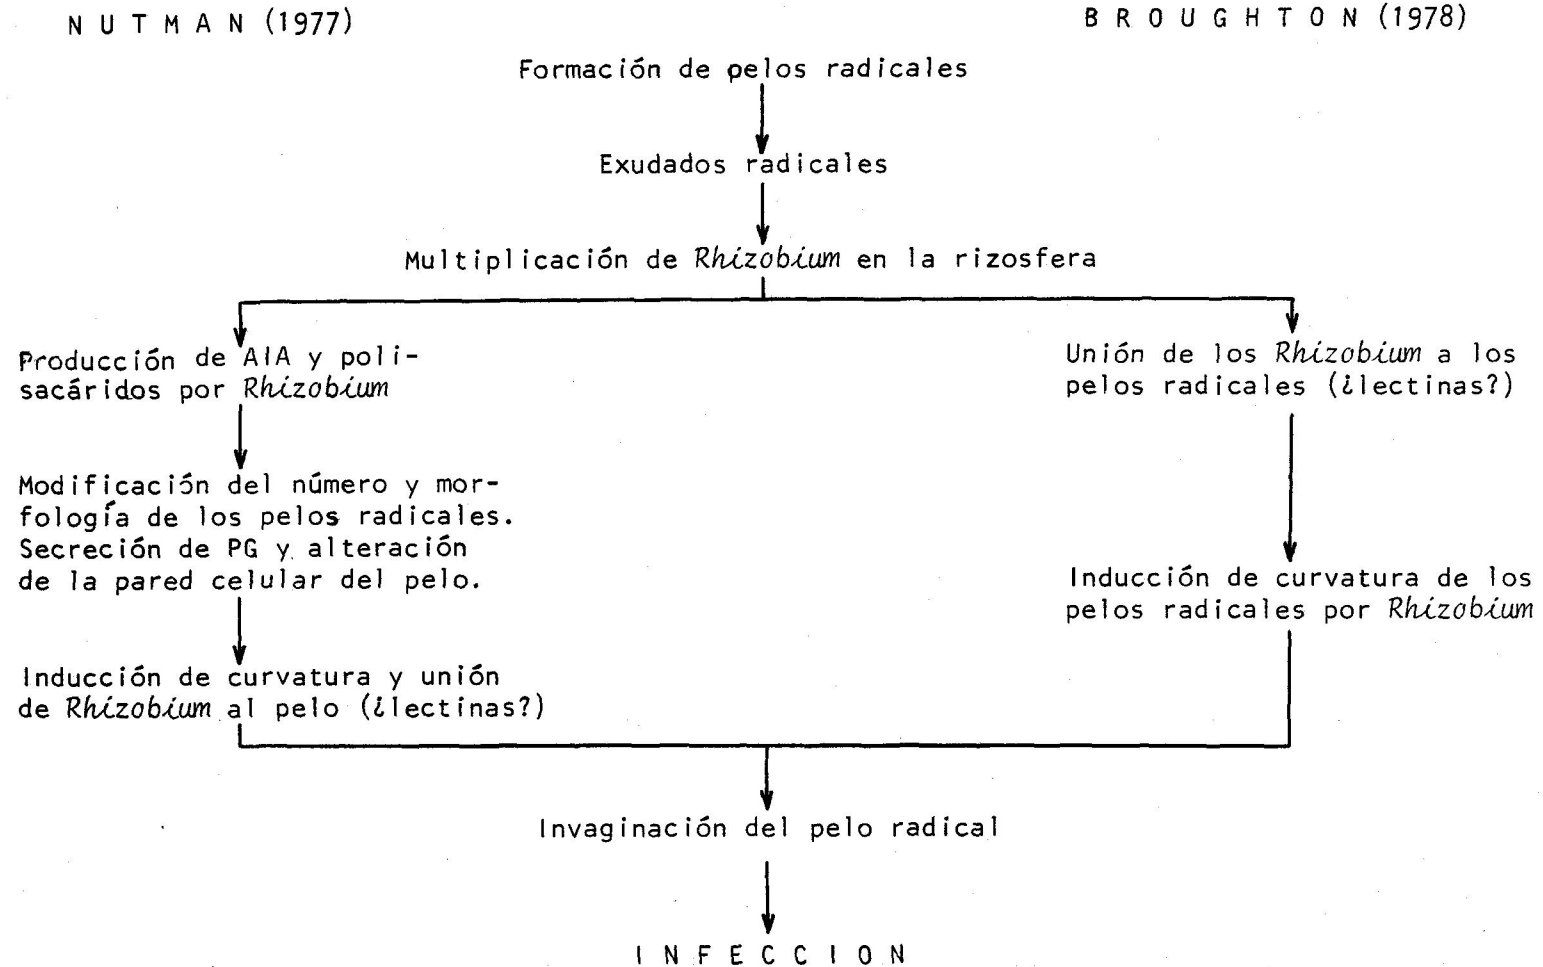 N U T M A N (1977)
B R O U G H T O N (1978)
Formación de pelos radicales
Exudados radicales
Multiplicación de Rhizobium en la rizosfera
Producción de AIA y poli-
sacáridos por Rhizobium
Modificación del número y mor-
fología de los pelos radicales.
Secreción de PG y alteración
de la pared celular del pelo.
Inducción de curvatura y unión
de Rhizobium al pelo (¿lectinas?)
Unión de los Rhizobium a los
pelos radicales (¿lectinas?)
Inducción de curvatura de los
pelos radicales por Rhizobium
Invaginación del pelo radical
I N F E C C I O N